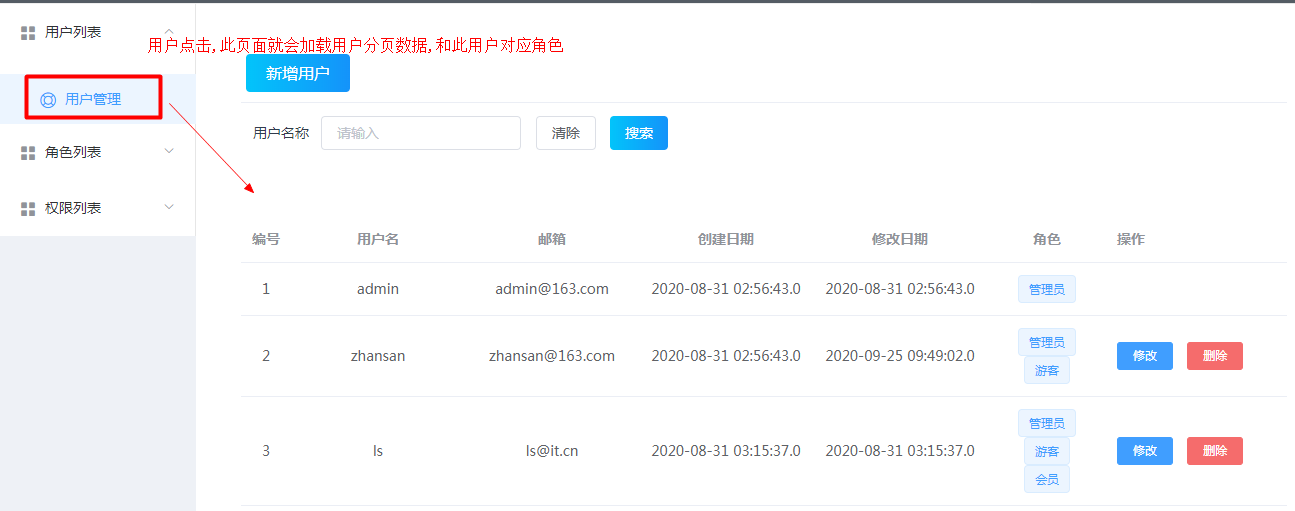 用户列表
用户点击, 此页面就会加载用户分页数据, 和此用户对应角色
新增用户
用户管理
用户名称 请输入 清除 搜索
角色列表
权限列表
编号 用户名 邮箱 创建日期 修改日期 角色 操作
1 admin admin@163.com 2020-08-31 02:56:43.0 2020-08-31 02:56:43.0 管理员
2 zhansan zhansan@163.com 2020-08-31 02:56:43.0 2020-09-25 09:49:02.0 管理员 游客 修改 删除
3 ls ls@it.cn 2020-08-31 03:15:37.0 2020-08-31 03:15:37.0 管理员 游客 会员 修改 删除